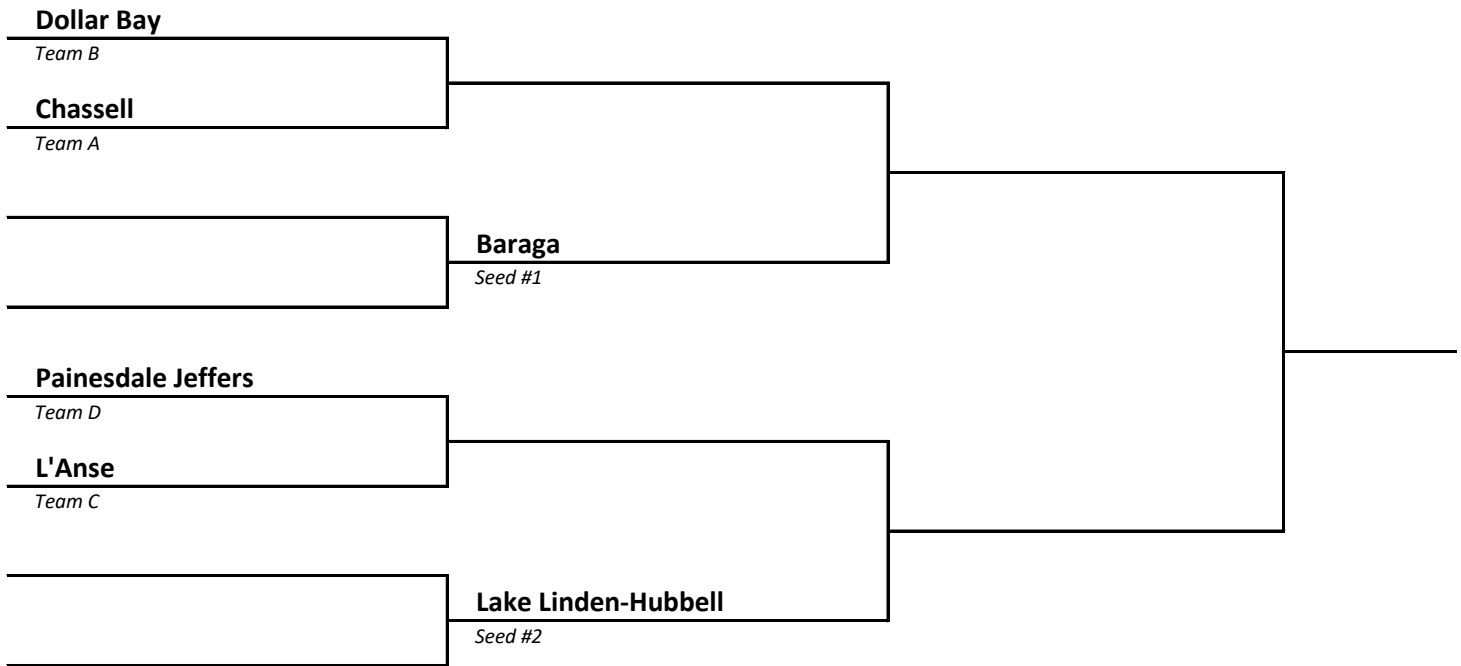 Dollar Bay
Team B
Chassell
Team A
Baraga
Seed #1
Painesdale Jeffers
Team D
L'Anse
Team C
Lake Linden-Hubbell
Seed #2